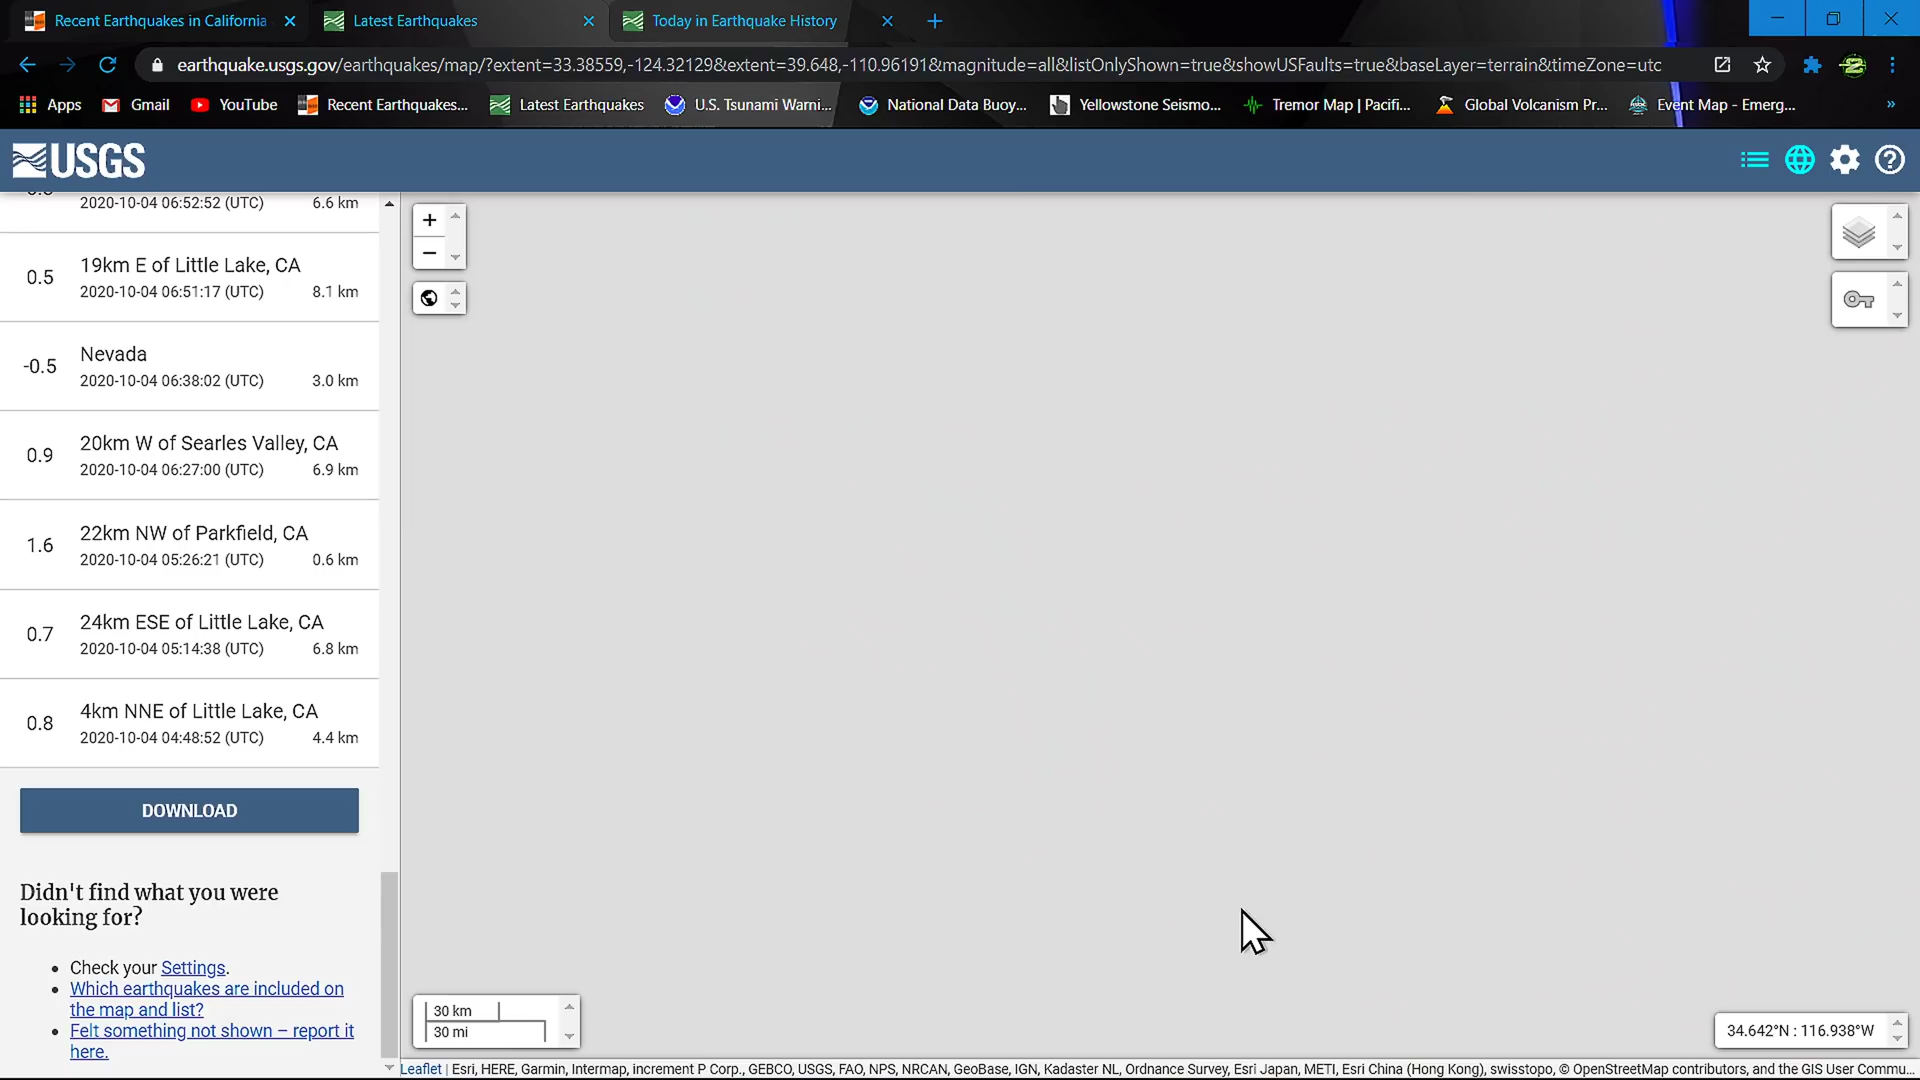 Recent Earthquakes in California
Latest Earthquakes
Today in Earthquake History
earthquake.usgs.gov/earthquakes/map/?extent=33.38559,-124.32129&extent=39.648,-110.96191&magnitude=all&listOnlyShown=true&showUSFaults=true&baseLayer=terrain&timeZone=utc
Apps
Gmail
YouTube
Recent Earthquakes...
Latest Earthquakes
U.S. Tsunami Warni...
National Data Buoy...
Yellowstone Seismo...
Tremor Map | Pacifi...
Global Volcanism Pr...
Event Map - Emerg...
»
USGS
2020-10-04 06:52:52 (UTC) 6.6 km
19km E of Little Lake, CA
0.5
2020-10-04 06:51:17 (UTC) 8.1 km
Nevada
-0.5
2020-10-04 06:38:02 (UTC) 3.0 km
20km W of Searles Valley, CA
0.9
2020-10-04 06:27:00 (UTC) 6.9 km
22km NW of Parkfield, CA
1.6
2020-10-04 05:26:21 (UTC) 0.6 km
24km ESE of Little Lake, CA
0.7
2020-10-04 05:14:38 (UTC) 6.8 km
4km NNE of Little Lake, CA
0.8
2020-10-04 04:48:52 (UTC) 4.4 km
DOWNLOAD
Didn't find what you were
looking for?
• Check your Settings.
• Which earthquakes are included on
the map and list?
• Felt something not shown – report it
here.
+
−
30 km
30 mi
34.642°N : 116.938°W
Leaflet | Esri, HERE, Garmin, Intermap, increment P Corp., GEBCO, USGS, FAO, NPS, NRCAN, GeoBase, IGN, Kadaster NL, Ordnance Survey, Esri Japan, METI, Esri China (Hong Kong), swisstopo, © OpenStreetMap contributors, and the GIS User Commu...